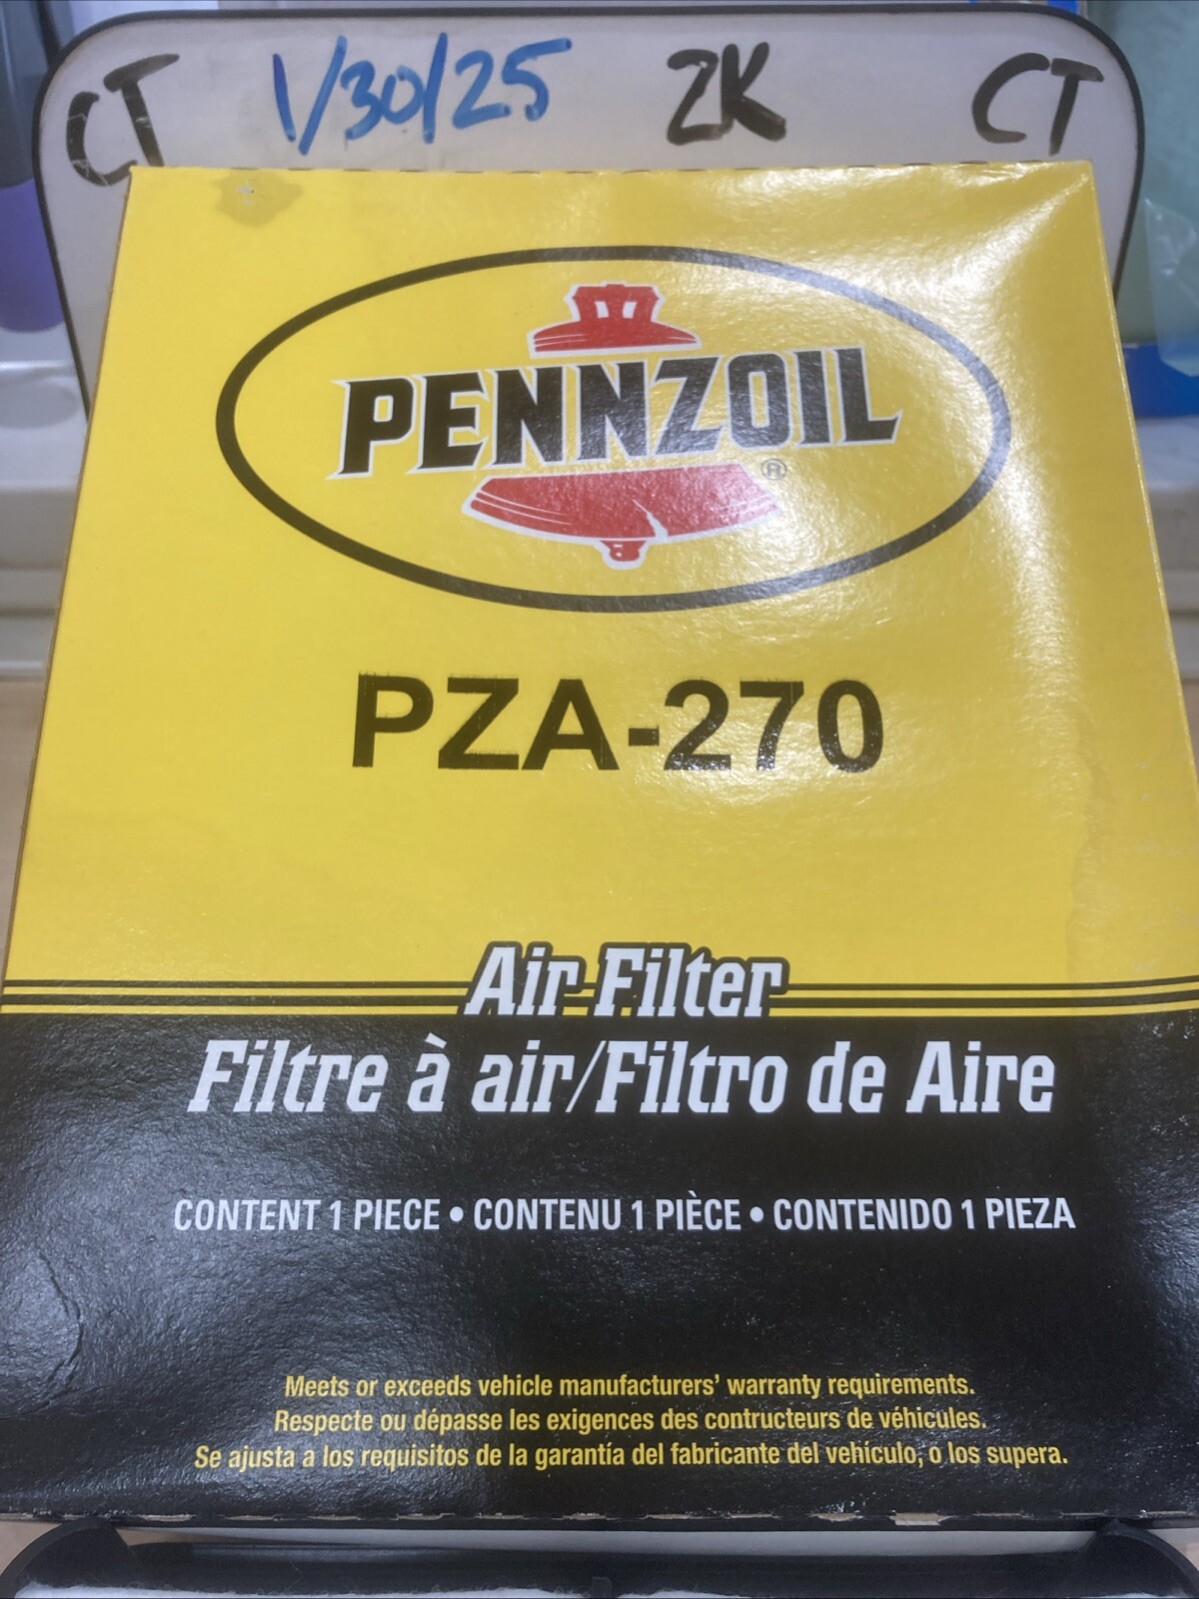 CT 1/30/25 ZK CT
PENNZOIL
®
PZA-270
Air Filter
Filtre à air/Filtro de Aire
CONTENT 1 PIECE • CONTENU 1 PIÈCE • CONTENIDO 1 PIEZA
Meets or exceeds vehicle manufacturers' warranty requirements.
Respecte ou dépasse les exigences des contructeurs de véhicules.
Se ajusta a los requisitos de la garantía del fabricante del vehículo, o los supera.